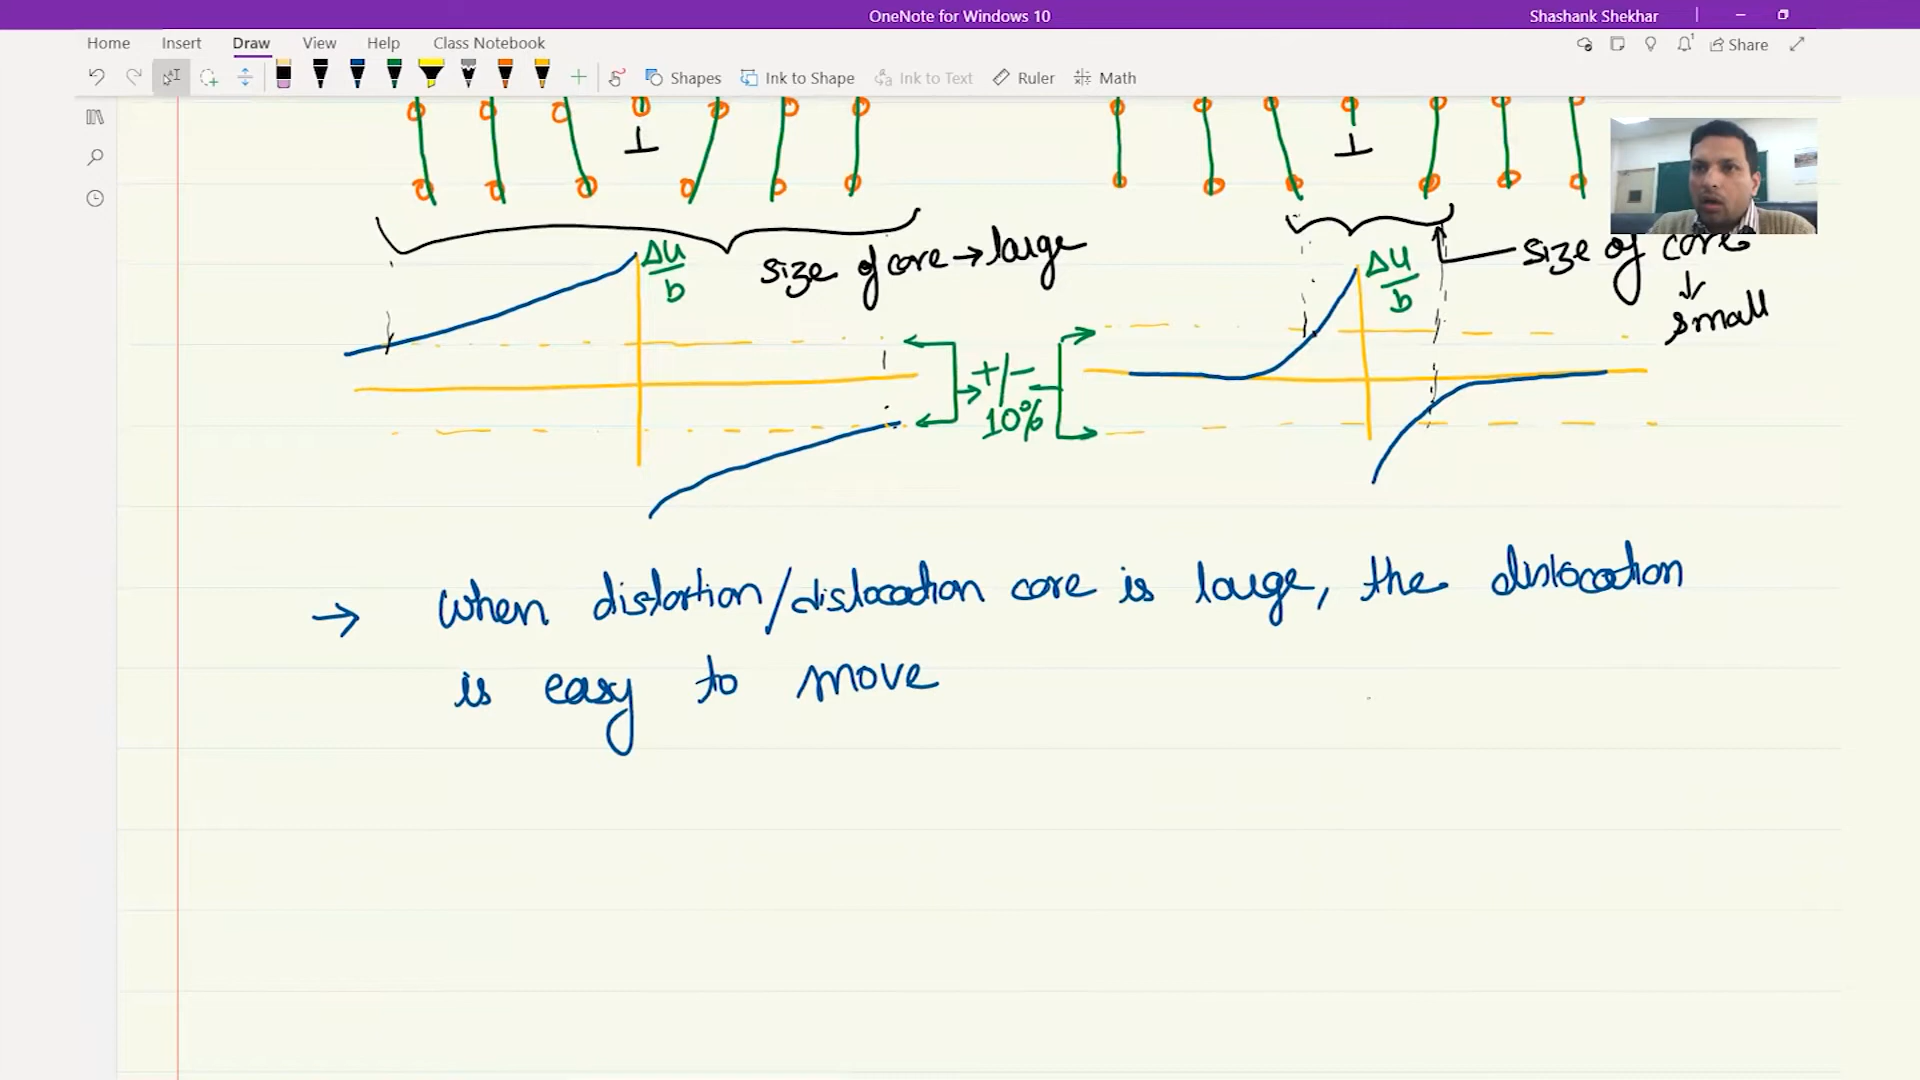 OneNote for Windows 10
Shashank Shekhar
Home Insert Draw View Help Class Notebook
Share
Shapes Ink to Shape Ink to Text Ruler Math
⊥ ⊥
Δu/b
size of core → large
Δu/b
size of core
↓
small
+/-
10%
→ When distortion/dislocation core is large, the dislocation
is easy to move